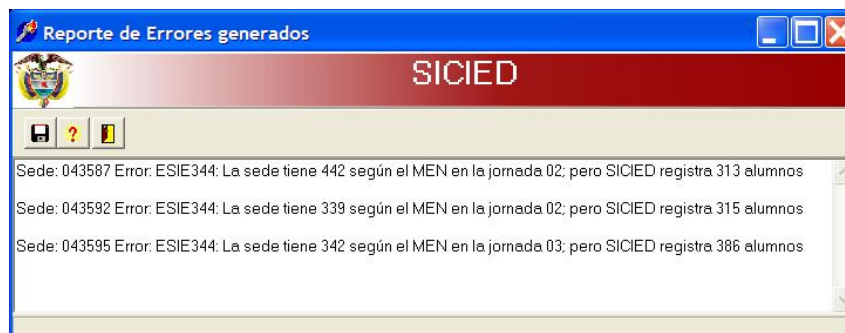 Reporte de Errores generados
SICIED
Sede: 043587 Error: ESIE344: La sede tiene 442 según el MEN en la jornada 02; pero SICIED registra 313 alumnos
Sede: 043592 Error: ESIE344: La sede tiene 339 según el MEN en la jornada 02; pero SICIED registra 315 alumnos
Sede: 043595 Error: ESIE344: La sede tiene 342 según el MEN en la jornada 03; pero SICIED registra 386 alumnos